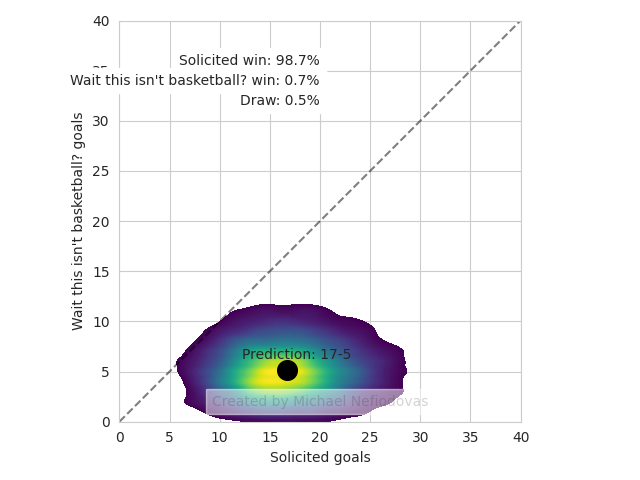 40
Solicited win: 98.7%
Wait this isn't basketball? win: 0.7%
Draw: 0.5%
30
25
20
15
10
5
0
Wait this isn't basketball? goals
Prediction: 17-5
Created by Michael Nefiodovas
0 5 10 15 20 25 30 35 40
Solicited goals